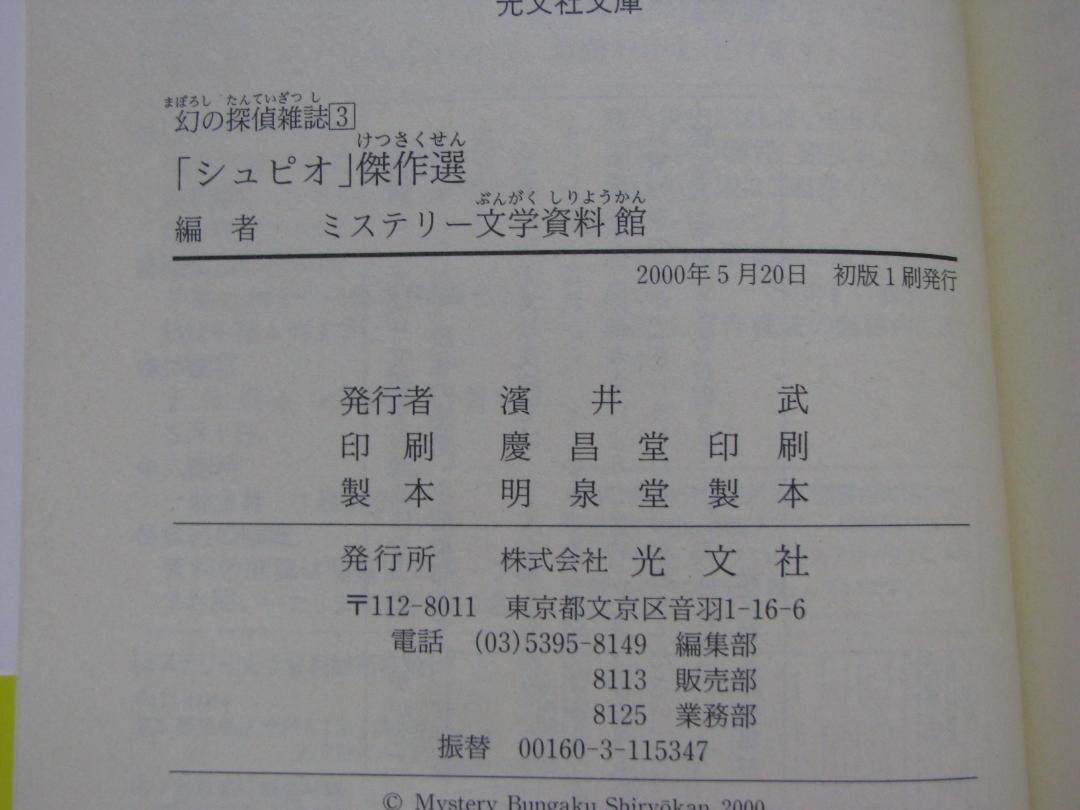 光文社文庫
まぼろし たんていざつし
幻の探偵雑誌3
けつさくせん
「シュピオ」傑作選
ぶんがく しりようかん
編者 ミステリー文学資料館
2000年5月20日 初版1刷発行
発行者 濱井武
印刷 慶昌堂印刷
製本 明泉堂製本
発行所 株式会社 光文社
〒112-8011 東京都文京区音羽1-16-6
電話 (03)5395-8149 編集部
8113 販売部
8125 業務部
振替 00160-3-115347
© Mystery Bungaku Shiryōkan 2000